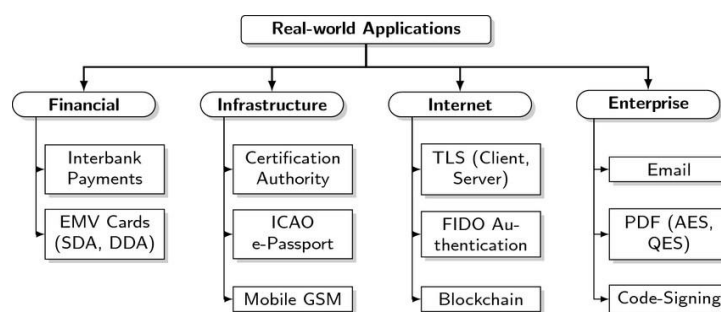 Real-world Applications
Financial
Infrastructure
Internet
Enterprise
Interbank
Payments
EMV Cards
(SDA, DDA)
Certification
Authority
ICAO
e-Passport
Mobile GSM
TLS (Client,
Server)
FIDO Au-
thentication
Blockchain
Email
PDF (AES,
QES)
Code-Signing